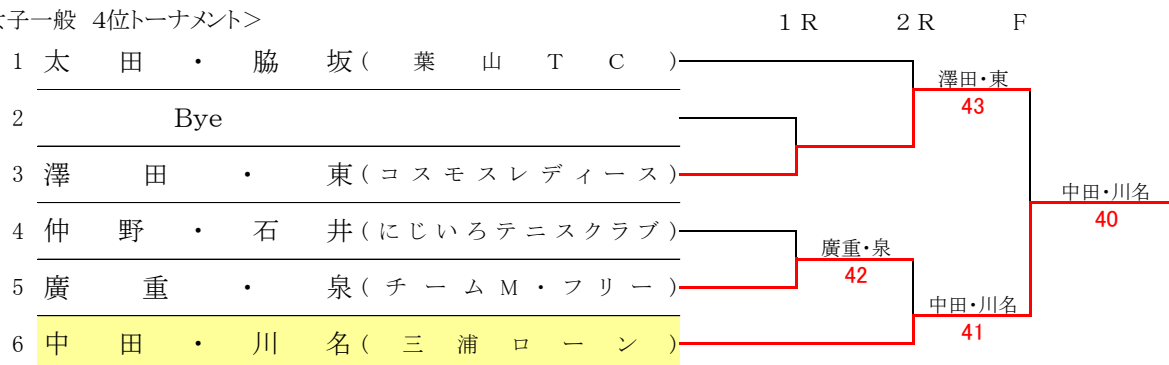 子一般 4位トーナメント＞
1R 2R F
1 太田・脇坂(葉山TC)
澤田・東
43
2 Bye
3 澤田・東(コスモスレディース)
中田・川名
40
4 仲野・石井(にじいろテニスクラブ)
廣重・泉
42
5 廣重・泉(チームM・フリー)
中田・川名
41
6 中田・川名(三浦ローン)